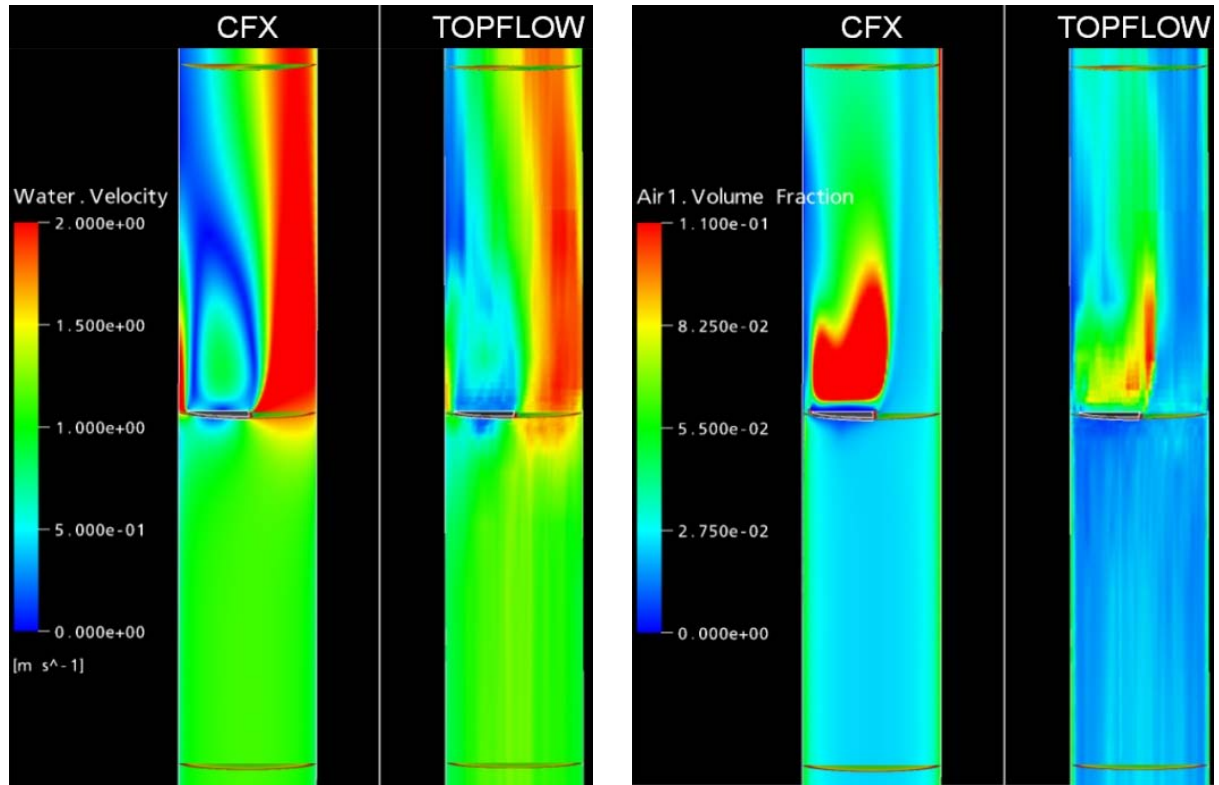 CFX TOPFLOW
Water.Velocity
2.000e+00
1.500e+00
1.000e+00
5.000e-01
0.000e+00
[m s^-1]
CFX TOPFLOW
Air1.Volume Fraction
1.100e-01
8.250e-02
5.500e-02
2.750e-02
0.000e+00